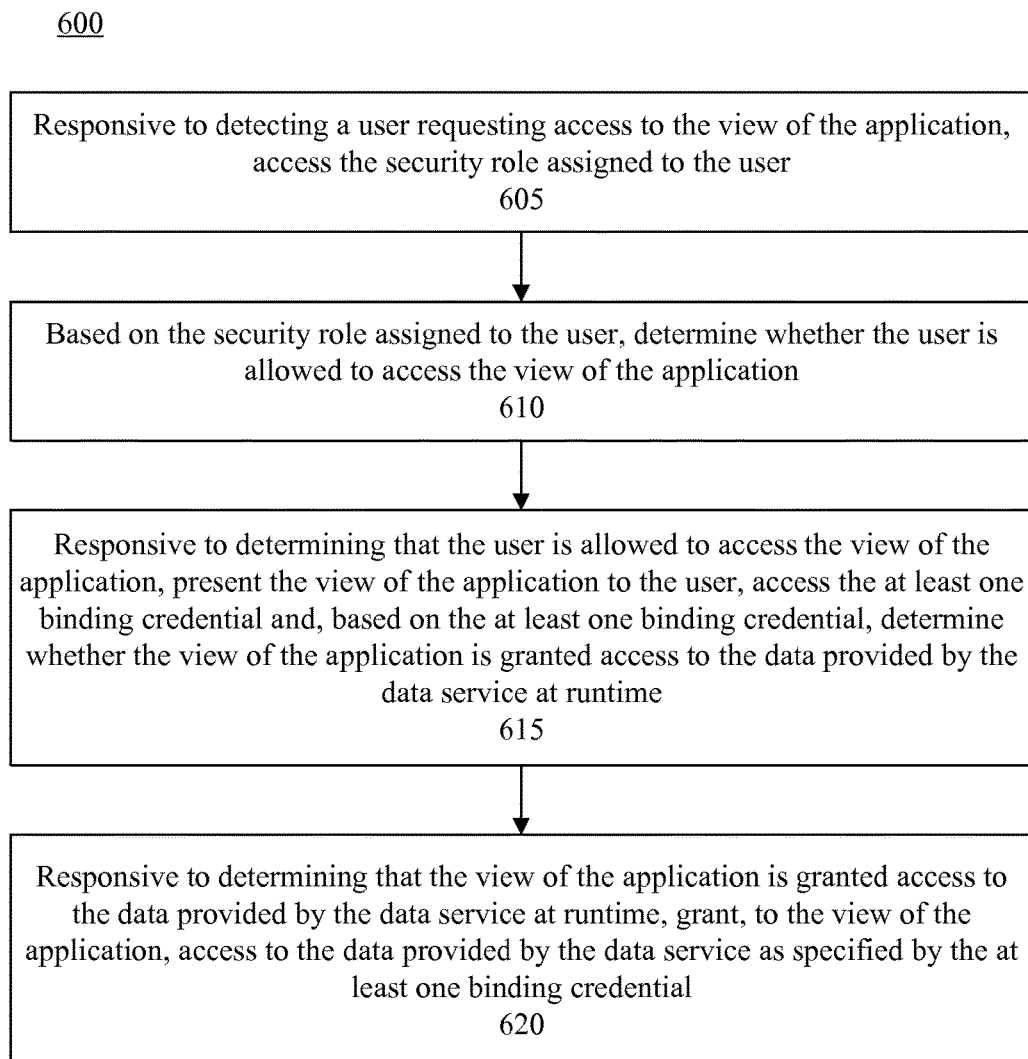 600
Responsive to detecting a user requesting access to the view of the application,
access the security role assigned to the user
605
Based on the security role assigned to the user, determine whether the user is
allowed to access the view of the application
610
Responsive to determining that the user is allowed to access the view of the
application, present the view of the application to the user, access the at least one
binding credential and, based on the at least one binding credential, determine
whether the view of the application is granted access to the data provided by the
data service at runtime
615
Responsive to determining that the view of the application is granted access to
the data provided by the data service at runtime, grant, to the view of the
application, access to the data provided by the data service as specified by the at
least one binding credential
620